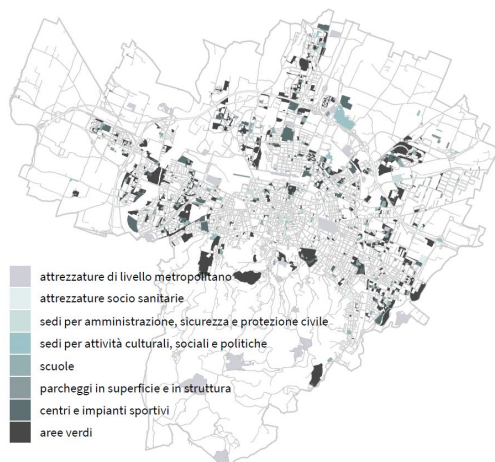 attrezzature di livello metropolitano
attrezzature socio sanitarie
sedi per amministrazione, sicurezza e protezione civile
sedi per attività culturali, sociali e politiche
scuole
parcheggi in superficie e in struttura
centri e impianti sportivi
aree verdi